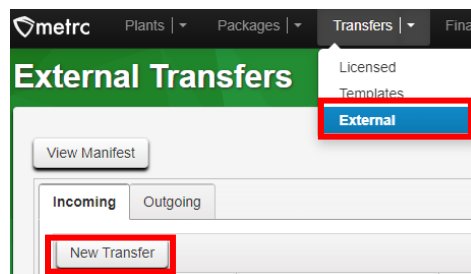 metrc Plants Packages Transfers Fina
External Transfers
Licensed
Templates
External
View Manifest
Incoming Outgoing
New Transfer